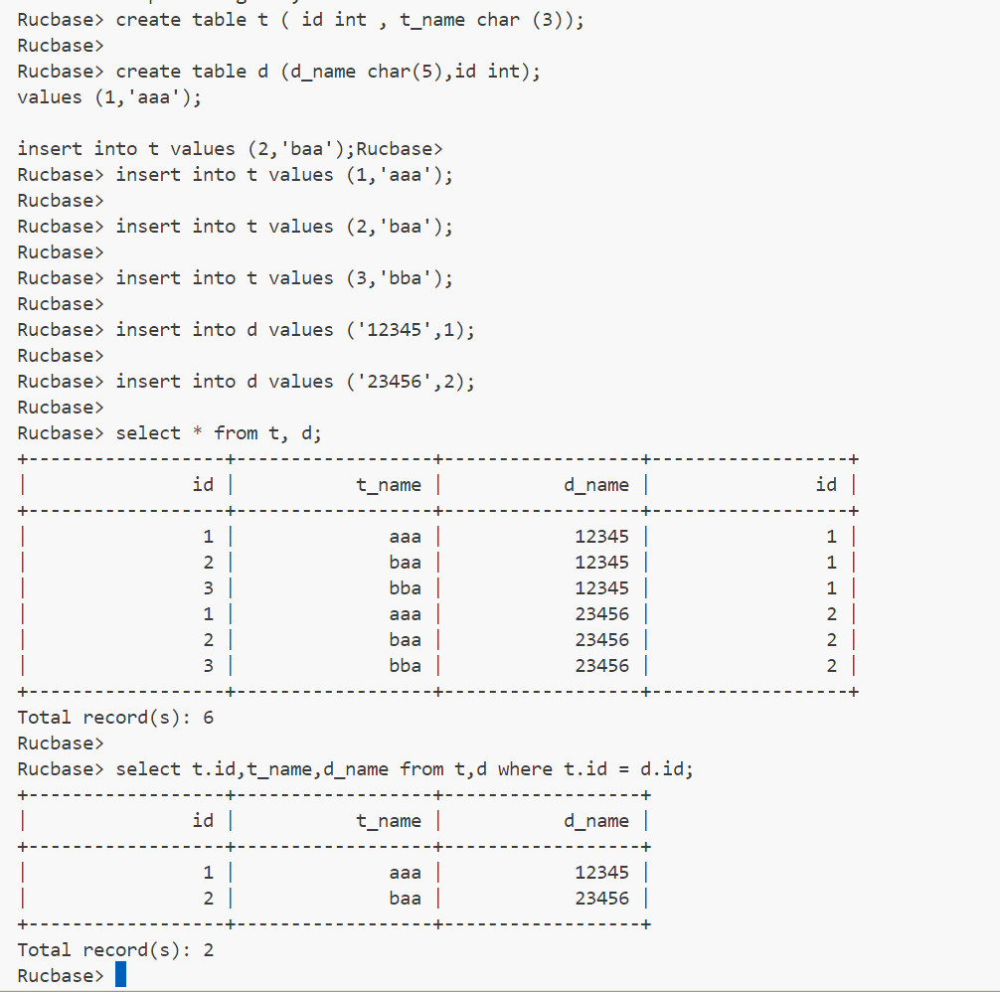 Rucbase> create table t ( id int , t_name char (3));
Rucbase>
Rucbase> create table d (d_name char(5),id int);
values (1,'aaa');
insert into t values (2,'baa');Rucbase>
Rucbase> insert into t values (1,'aaa');
Rucbase>
Rucbase> insert into t values (2,'baa');
Rucbase>
Rucbase> insert into t values (3,'bba');
Rucbase>
Rucbase> insert into d values ('12345',1);
Rucbase>
Rucbase> insert into d values ('23456',2);
Rucbase>
Rucbase> select * from t, d;
+------------------+------------------+------------------+------------------+
|               id |           t_name |           d_name |               id |
+------------------+------------------+------------------+------------------+
|                1 |              aaa |            12345 |                1 |
|                2 |              baa |            12345 |                1 |
|                3 |              bba |            12345 |                1 |
|                1 |              aaa |            23456 |                2 |
|                2 |              baa |            23456 |                2 |
|                3 |              bba |            23456 |                2 |
+------------------+------------------+------------------+------------------+
Total record(s): 6
Rucbase>
Rucbase> select t.id,t_name,d_name from t,d where t.id = d.id;
+------------------+------------------+------------------+
|               id |           t_name |           d_name |
+------------------+------------------+------------------+
|                1 |              aaa |            12345 |
|                2 |              baa |            23456 |
+------------------+------------------+------------------+
Total record(s): 2
Rucbase>